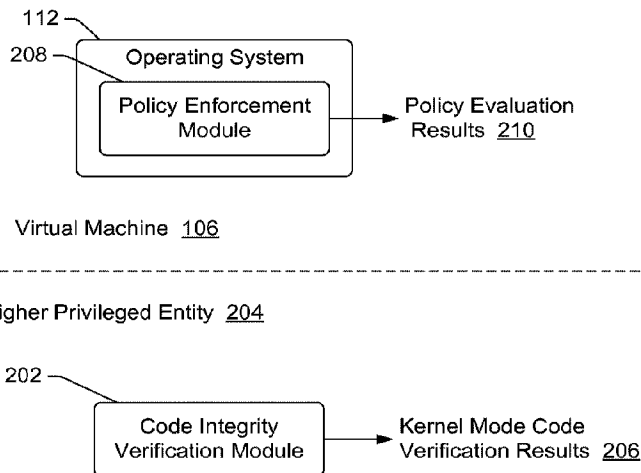 112
Operating System
208
Policy Enforcement
Module
Policy Evaluation
Results 210
Virtual Machine 106
igher Privileged Entity 204
202
Code Integrity
Verification Module
Kernel Mode Code
Verification Results 206